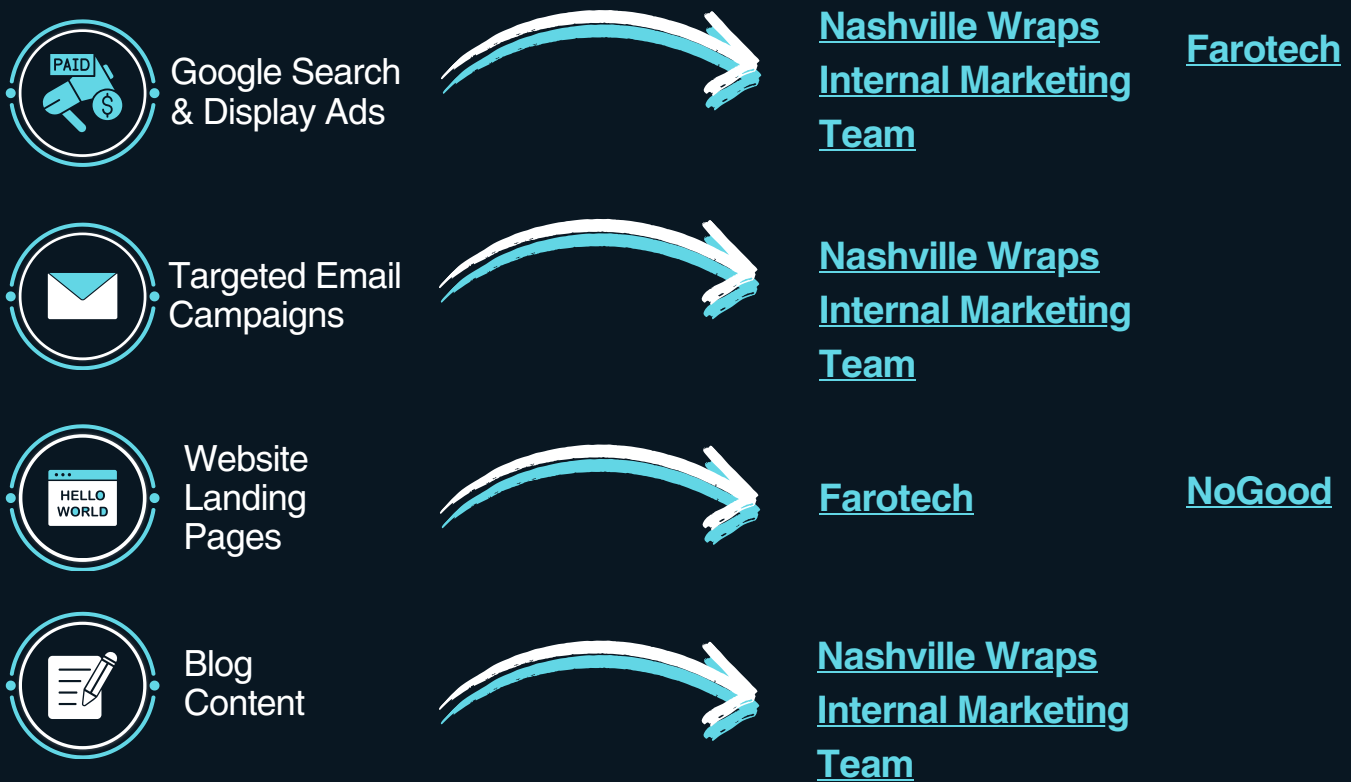 PAID
$
Google Search
& Display Ads
Nashville Wraps
Internal Marketing
Team
Farotech
Targeted Email
Campaigns
Nashville Wraps
Internal Marketing
Team
HELLO
WORLD
Website
Landing
Pages
Farotech
NoGood
Blog
Content
Nashville Wraps
Internal Marketing
Team